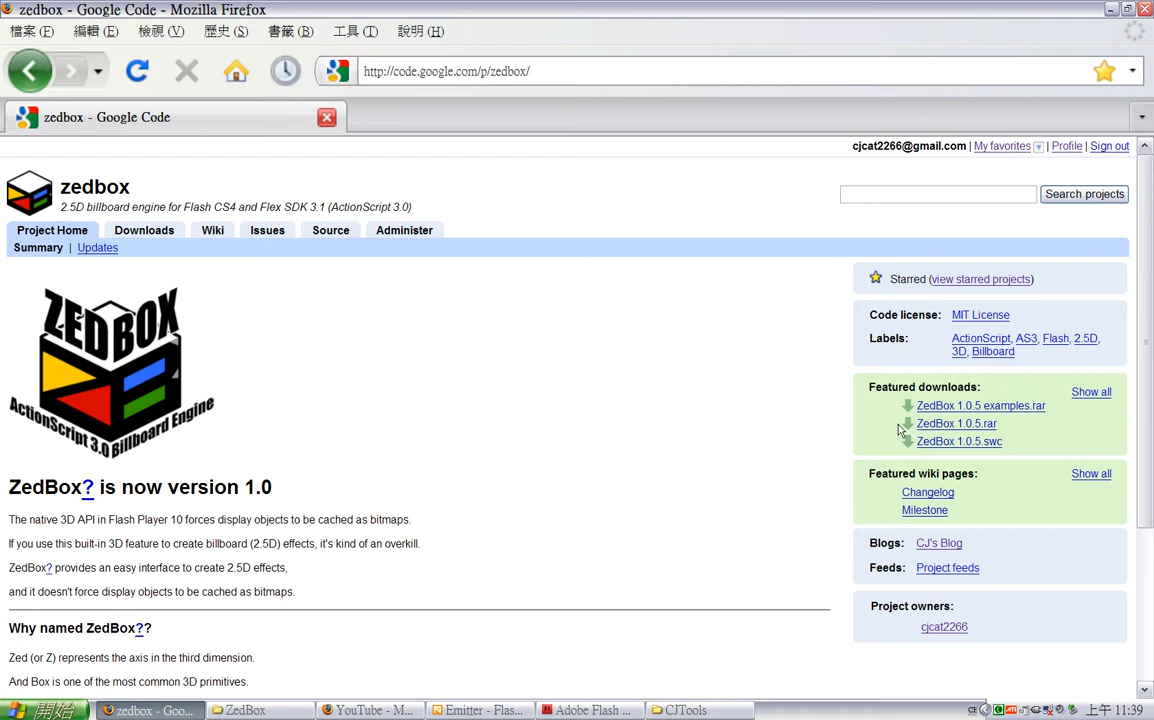 zedbox - Google Code - Mozilla Firefox
檔案(F) 編輯(E) 檢視(V) 歷史(S) 書籤(B) 工具(T) 說明(H)
http://code.google.com/p/zedbox/
zedbox - Google Code
cjcat2266@gmail.com | My favorites | Profile | Sign out
zedbox
2.5D billboard engine for Flash CS4 and Flex SDK 3.1 (ActionScript 3.0)
Search projects
Project Home Downloads Wiki Issues Source Administer
Summary | Updates
ZEDBOX
ActionScript 3.0 Billboard Engine
ZedBox? is now version 1.0
The native 3D API in Flash Player 10 forces display objects to be cached as bitmaps.
If you use this built-in 3D feature to create billboard (2.5D) effects, it's kind of an overkill.
ZedBox? provides an easy interface to create 2.5D effects,
and it doesn't force display objects to be cached as bitmaps.
Why named ZedBox??
Zed (or Z) represents the axis in the third dimension.
And Box is one of the most common 3D primitives.
Starred (view starred projects)
Code license: MIT License
Labels: ActionScript, AS3, Flash, 2.5D,
3D, Billboard
Featured downloads: Show all
ZedBox 1.0.5 examples.rar
ZedBox 1.0.5.rar
ZedBox 1.0.5.swc
Featured wiki pages: Show all
Changelog
Milestone
Blogs: CJ's Blog
Feeds: Project feeds
Project owners:
cjcat2266
開始 zedbox - Goo... ZedBox YouTube - M... Emitter - Flas... Adobe Flash ... CJTools 上午 11:39